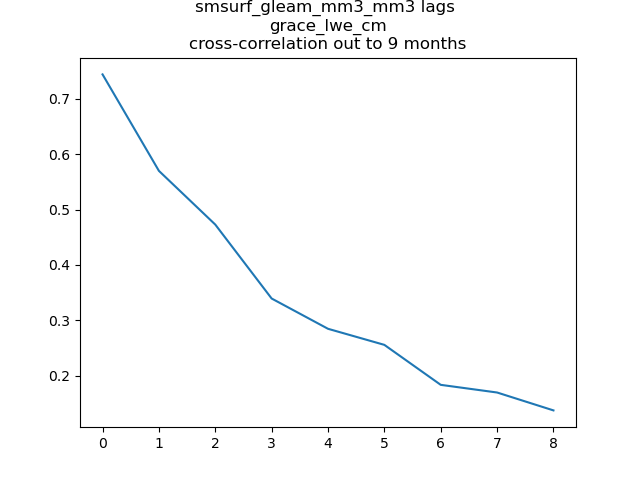 smsurf_gleam_mm3_mm3 lags
grace_lwe_cm
cross-correlation out to 9 months
0.7
0.6
0.5
0.4
0.3
0.2
0 1 2 3 4 5 6 7 8